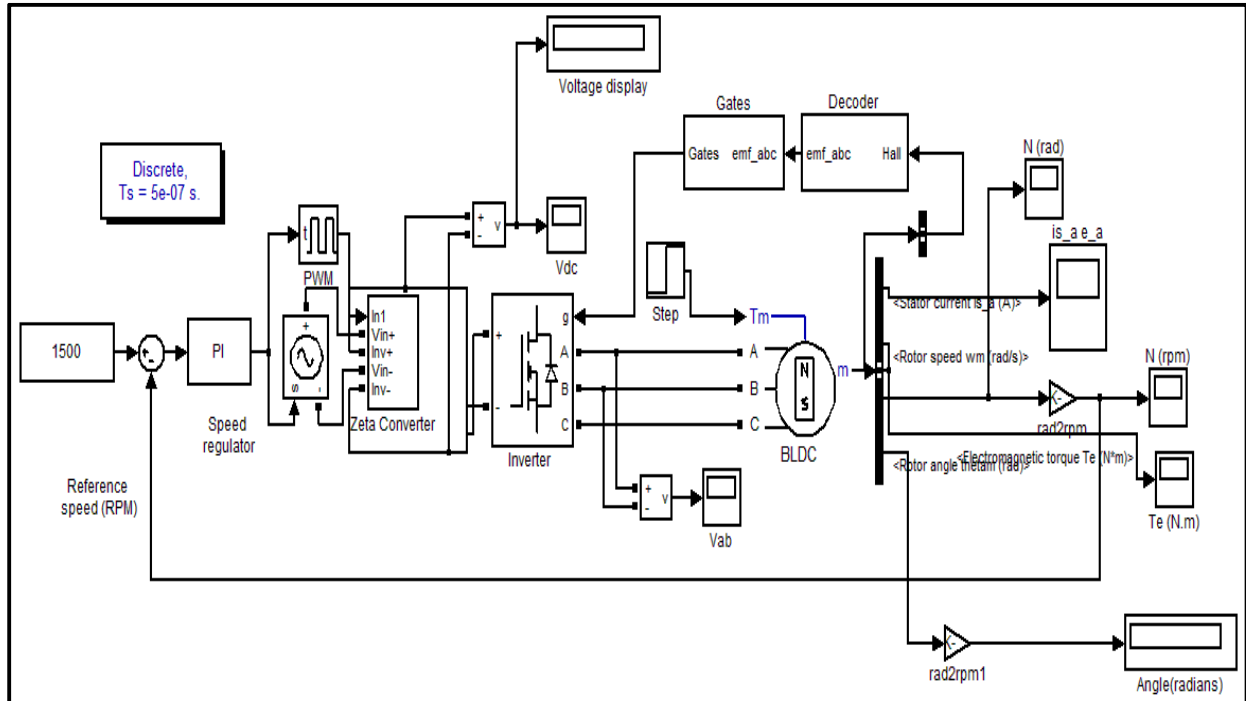 Voltage display
Gates
Decoder
Gates emf_abc
emf_abc Hall
N (rad)
Discrete,
Ts = 5e-07 s.
+
-
v
Vdc
is_a e_a
t
PWM
Step
<Stator current is_a (A)>
1500
PI
+
s
-
In1
Vin+
Inv+
Vin-
Inv-
Zeta Converter
+
-
g
A
B
C
Inverter
Tm
A
B
C
N
S
m
BLDC
<Rotor speed wm (rad/s)>
N (rpm)
rad2rpm
Speed
regulator
<Electromagnetic torque Te (N*m)>
<Rotor angle thetam (rad)>
Te (N.m)
Reference
speed (RPM)
+
-
v
Vab
rad2rpm1
Angle(radians)